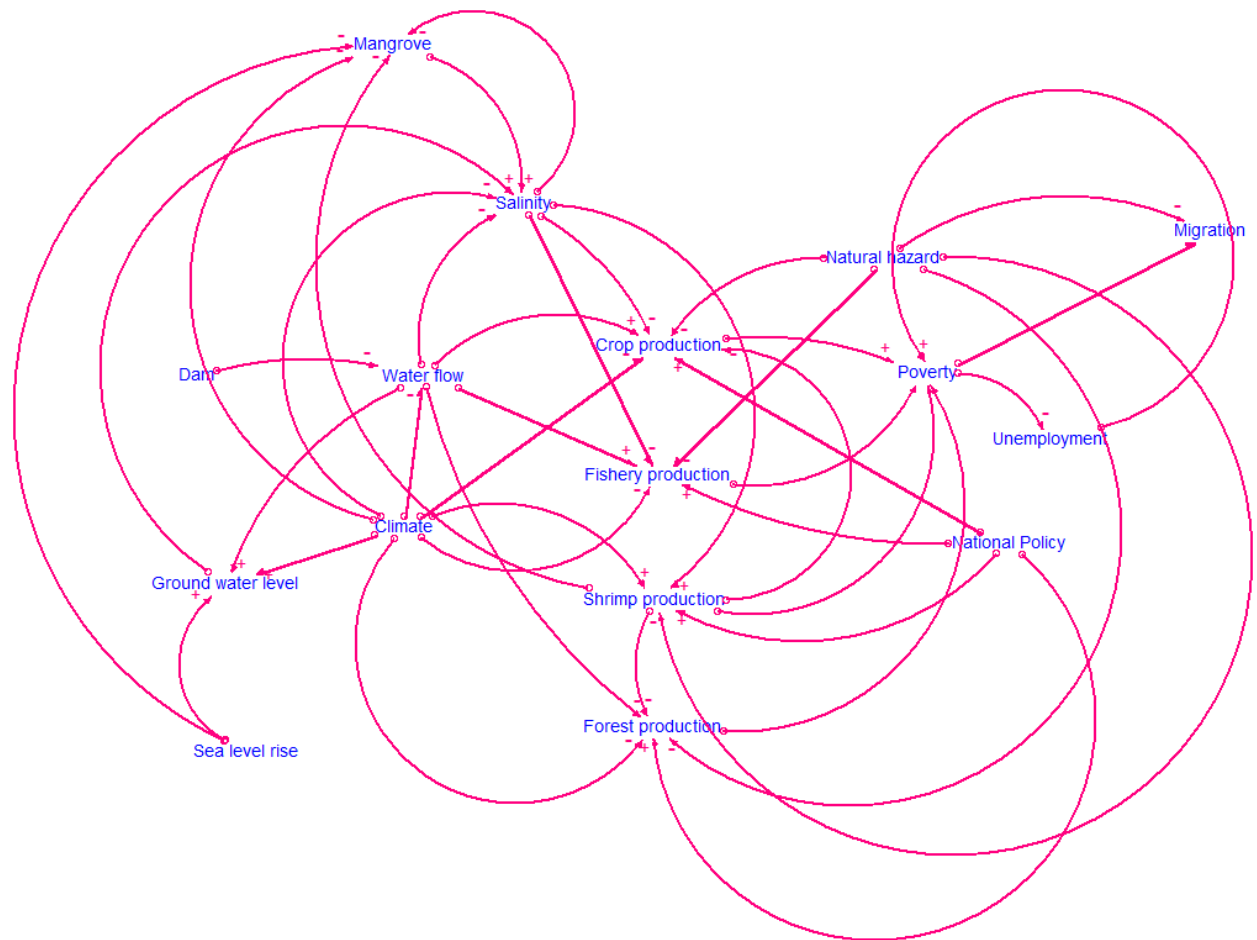 Mangrove
Salinity
Migration
Natural hazard
Crop production
Dam
Water flow
Poverty
Unemployment
Fishery production
Climate
National Policy
Ground water level
Shrimp production
Forest production
Sea level rise